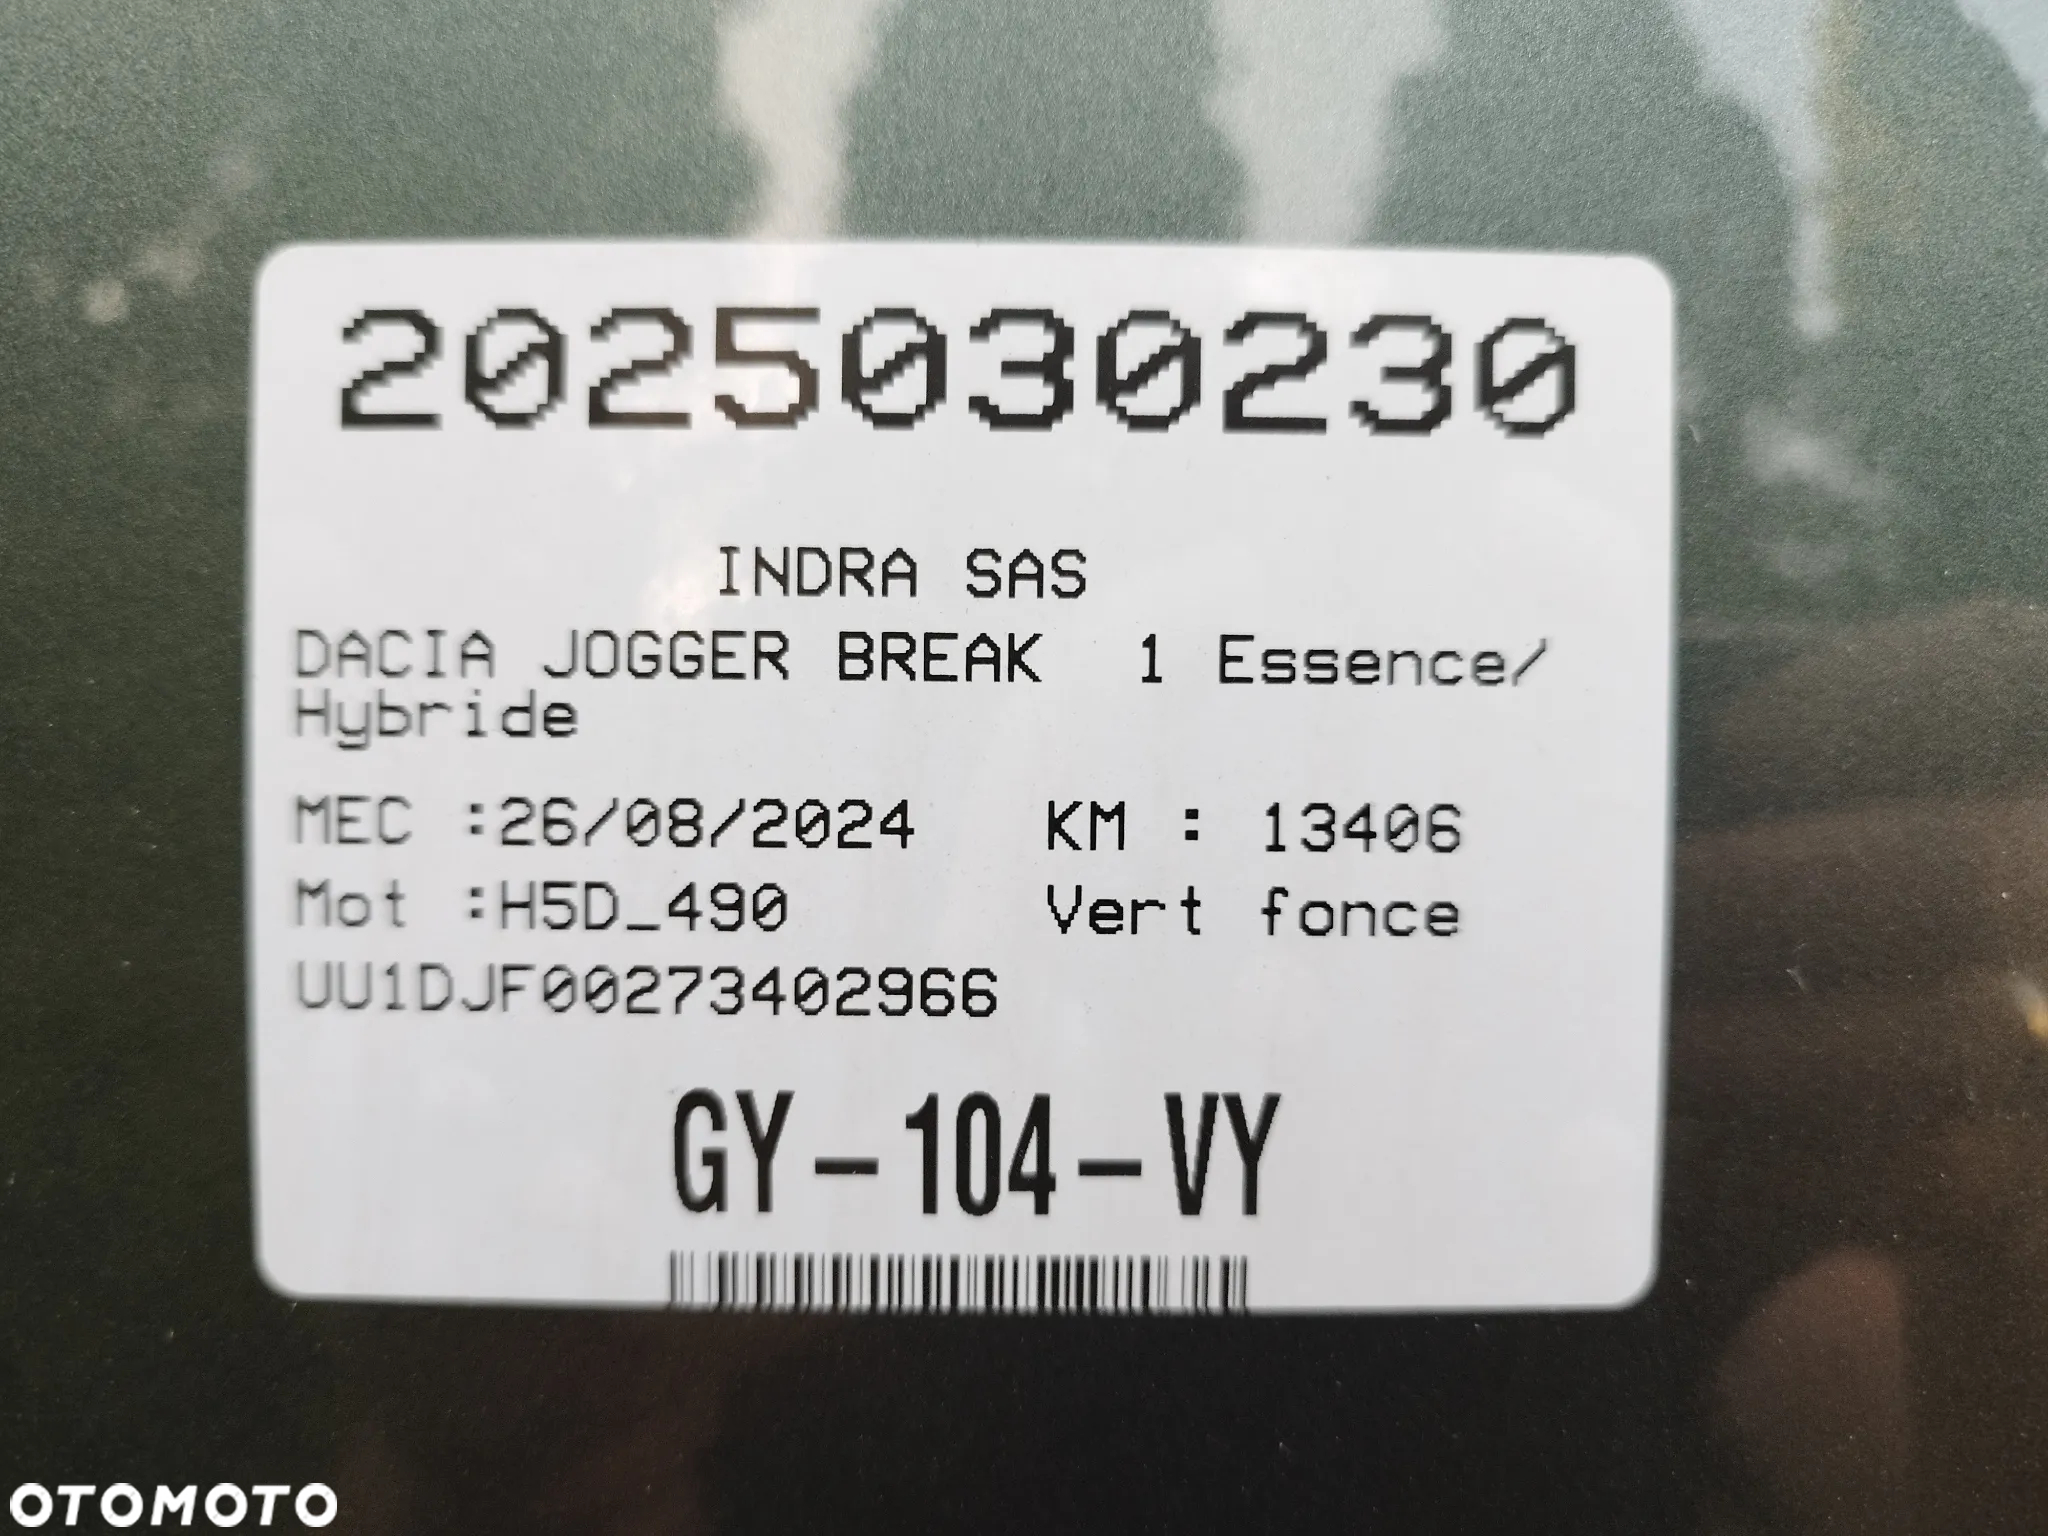 2025030230
INDRA SAS
DACIA JOGGER BREAK 1 Essence/
Hybride
MEC :26/08/2024 KM : 13406
Mot :H5D_490 Vert fonce
UU1DJF00273402966
GY-104-VY
OTOMOTO